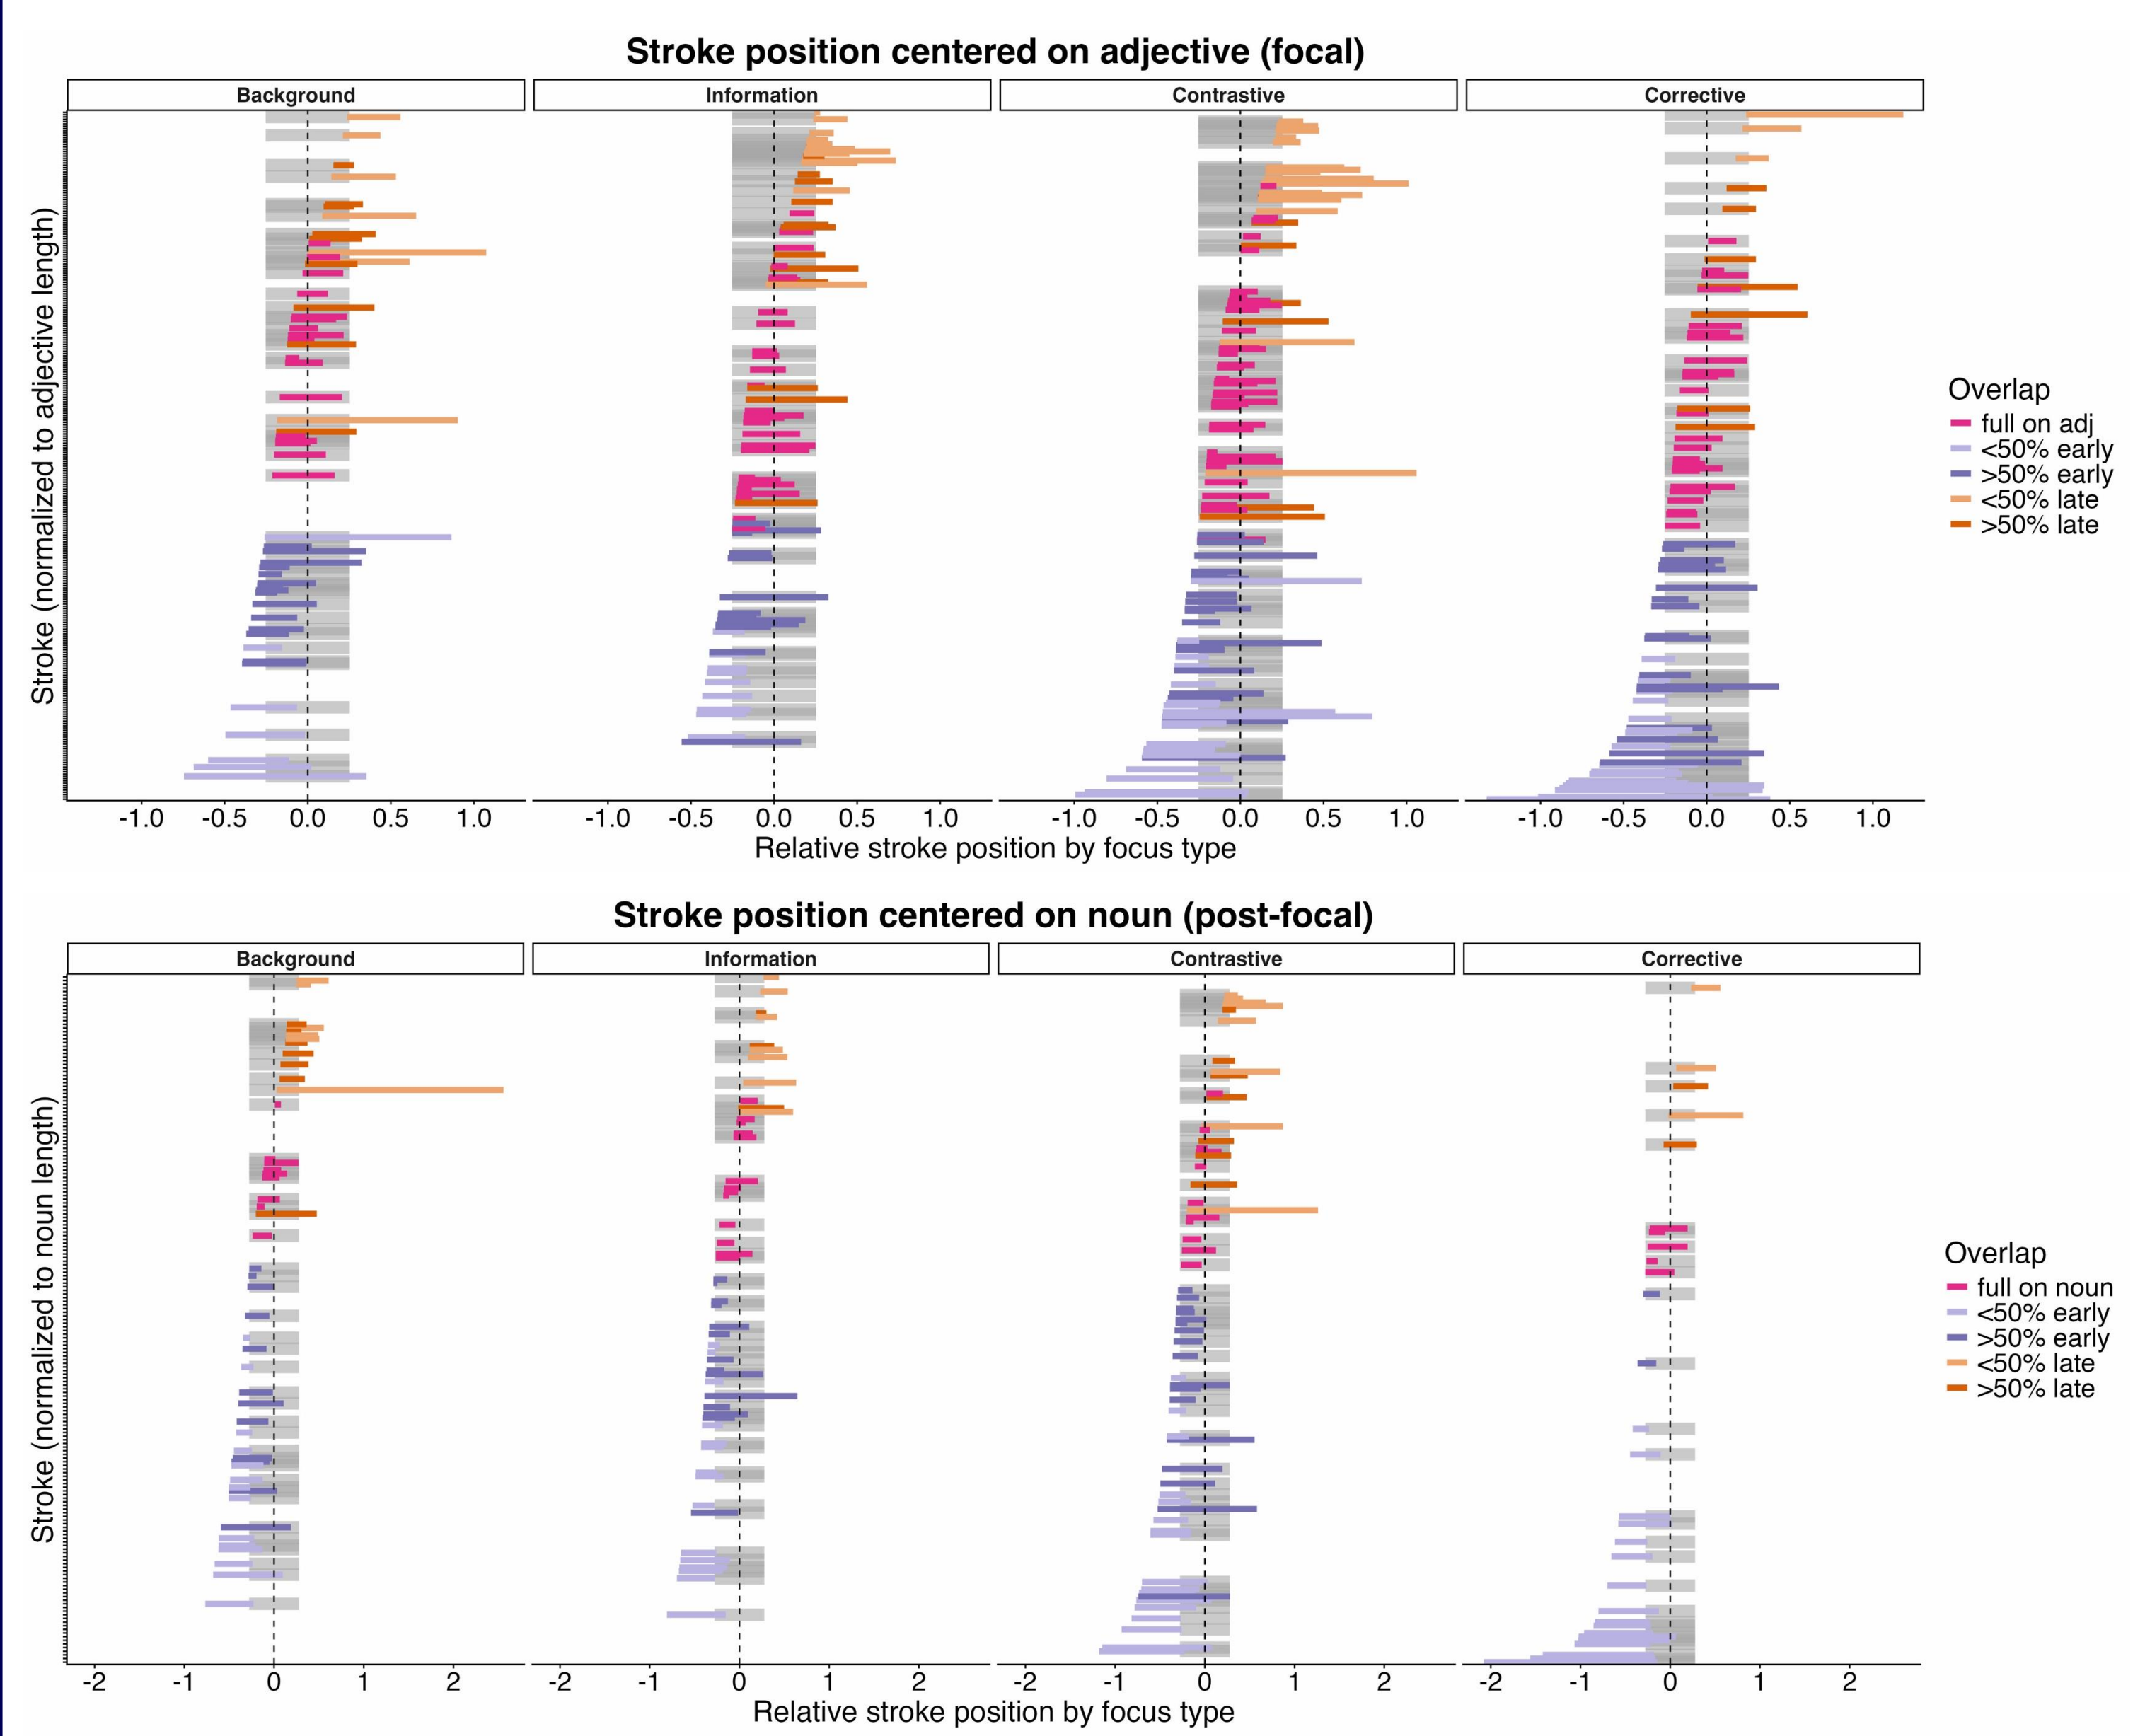 Stroke position centered on adjective (focal)
Background Information Contrastive Corrective
Stroke (normalized to adjective length)
-1.0 -0.5 0.0 0.5 1.0 -1.0 -0.5 0.0 0.5 1.0 -1.0 -0.5 0.0 0.5 1.0 -1.0 -0.5 0.0 0.5 1.0
Relative stroke position by focus type
Overlap
full on adj
<50% early
>50% early
<50% late
>50% late
Stroke position centered on noun (post-focal)
Background Information Contrastive Corrective
Stroke (normalized to noun length)
-2 -1 0 1 2 -2 -1 0 1 2 -2 -1 0 1 2 -2 -1 0 1 2
Relative stroke position by focus type
Overlap
full on noun
<50% early
>50% early
<50% late
>50% late